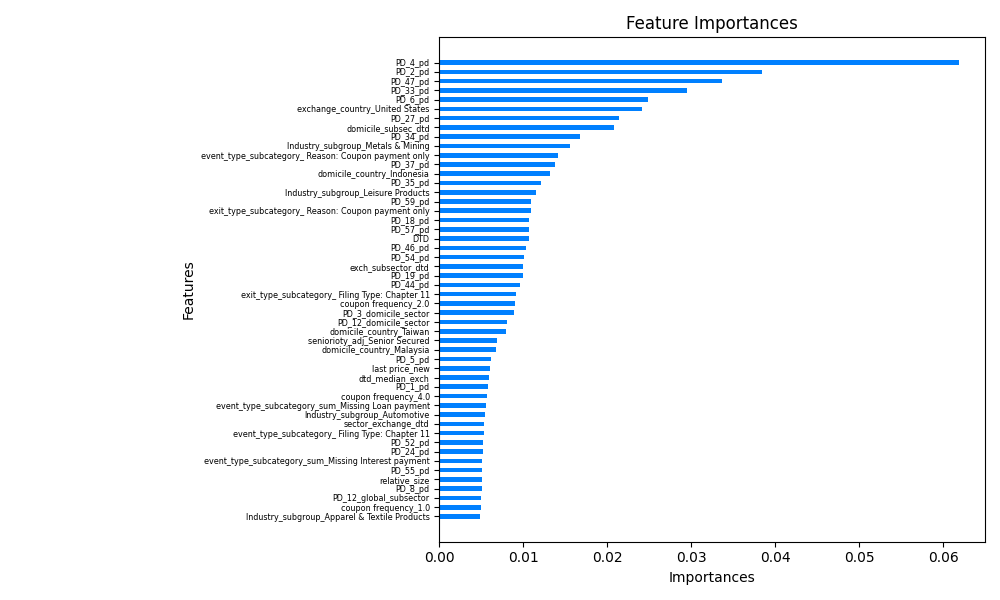 Feature Importances
PD_4_pd
PD_2_pd
PD_47_pd
PD_33_pd
PD_6_pd
exchange_country_United States
PD_27_pd
domicile_subsec_dtd
PD_34_pd
Industry_subgroup_Metals & Mining
event_type_subcategory_ Reason: Coupon payment only
PD_37_pd
domicile_country_Indonesia
PD_35_pd
Industry_subgroup_Leisure Products
PD_59_pd
exit_type_subcategory_ Reason: Coupon payment only
PD_18_pd
PD_57_pd
DTD
PD_46_pd
PD_54_pd
exch_subsector_dtd
PD_19_pd
PD_44_pd
exit_type_subcategory_ Filing Type: Chapter 11
coupon frequency_2.0
PD_3_domicile_sector
PD_12_domicile_sector
domicile_country_Taiwan
seniorioty_adj_Senior Secured
domicile_country_Malaysia
PD_5_pd
last price_new
dtd_median_exch
PD_1_pd
coupon frequency_4.0
event_type_subcategory_sum_Missing Loan payment
Industry_subgroup_Automotive
sector_exchange_dtd
event_type_subcategory_ Filing Type: Chapter 11
PD_52_pd
PD_24_pd
event_type_subcategory_sum_Missing Interest payment
PD_55_pd
relative_size
PD_8_pd
PD_12_global_subsector
coupon frequency_1.0
Industry_subgroup_Apparel & Textile Products
Features
0.00 0.01 0.02 0.03 0.04 0.05 0.06
Importances